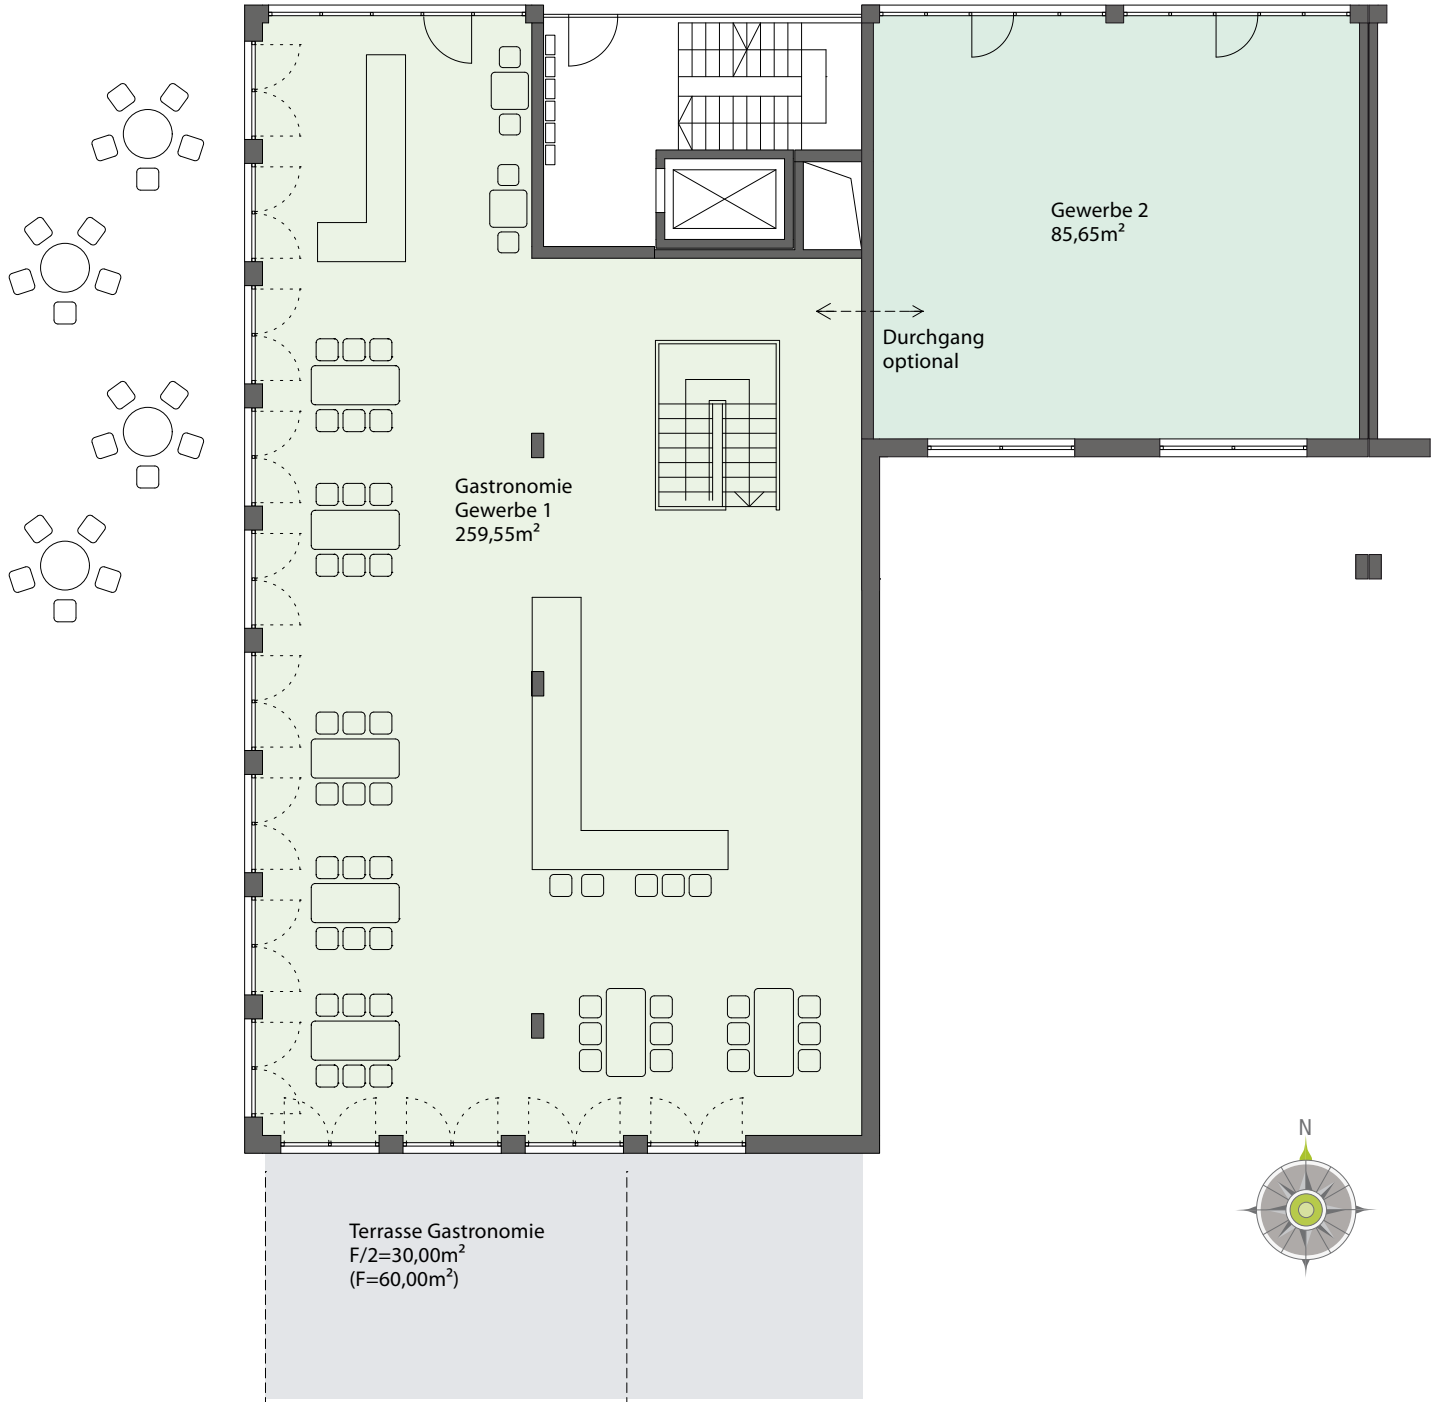 Gewerbe 2
85,65m²
Durchgang
optional
Gastronomie
Gewerbe 1
259,55m²
N
Terrasse Gastronomie
F/2=30,00m²
(F=60,00m²)